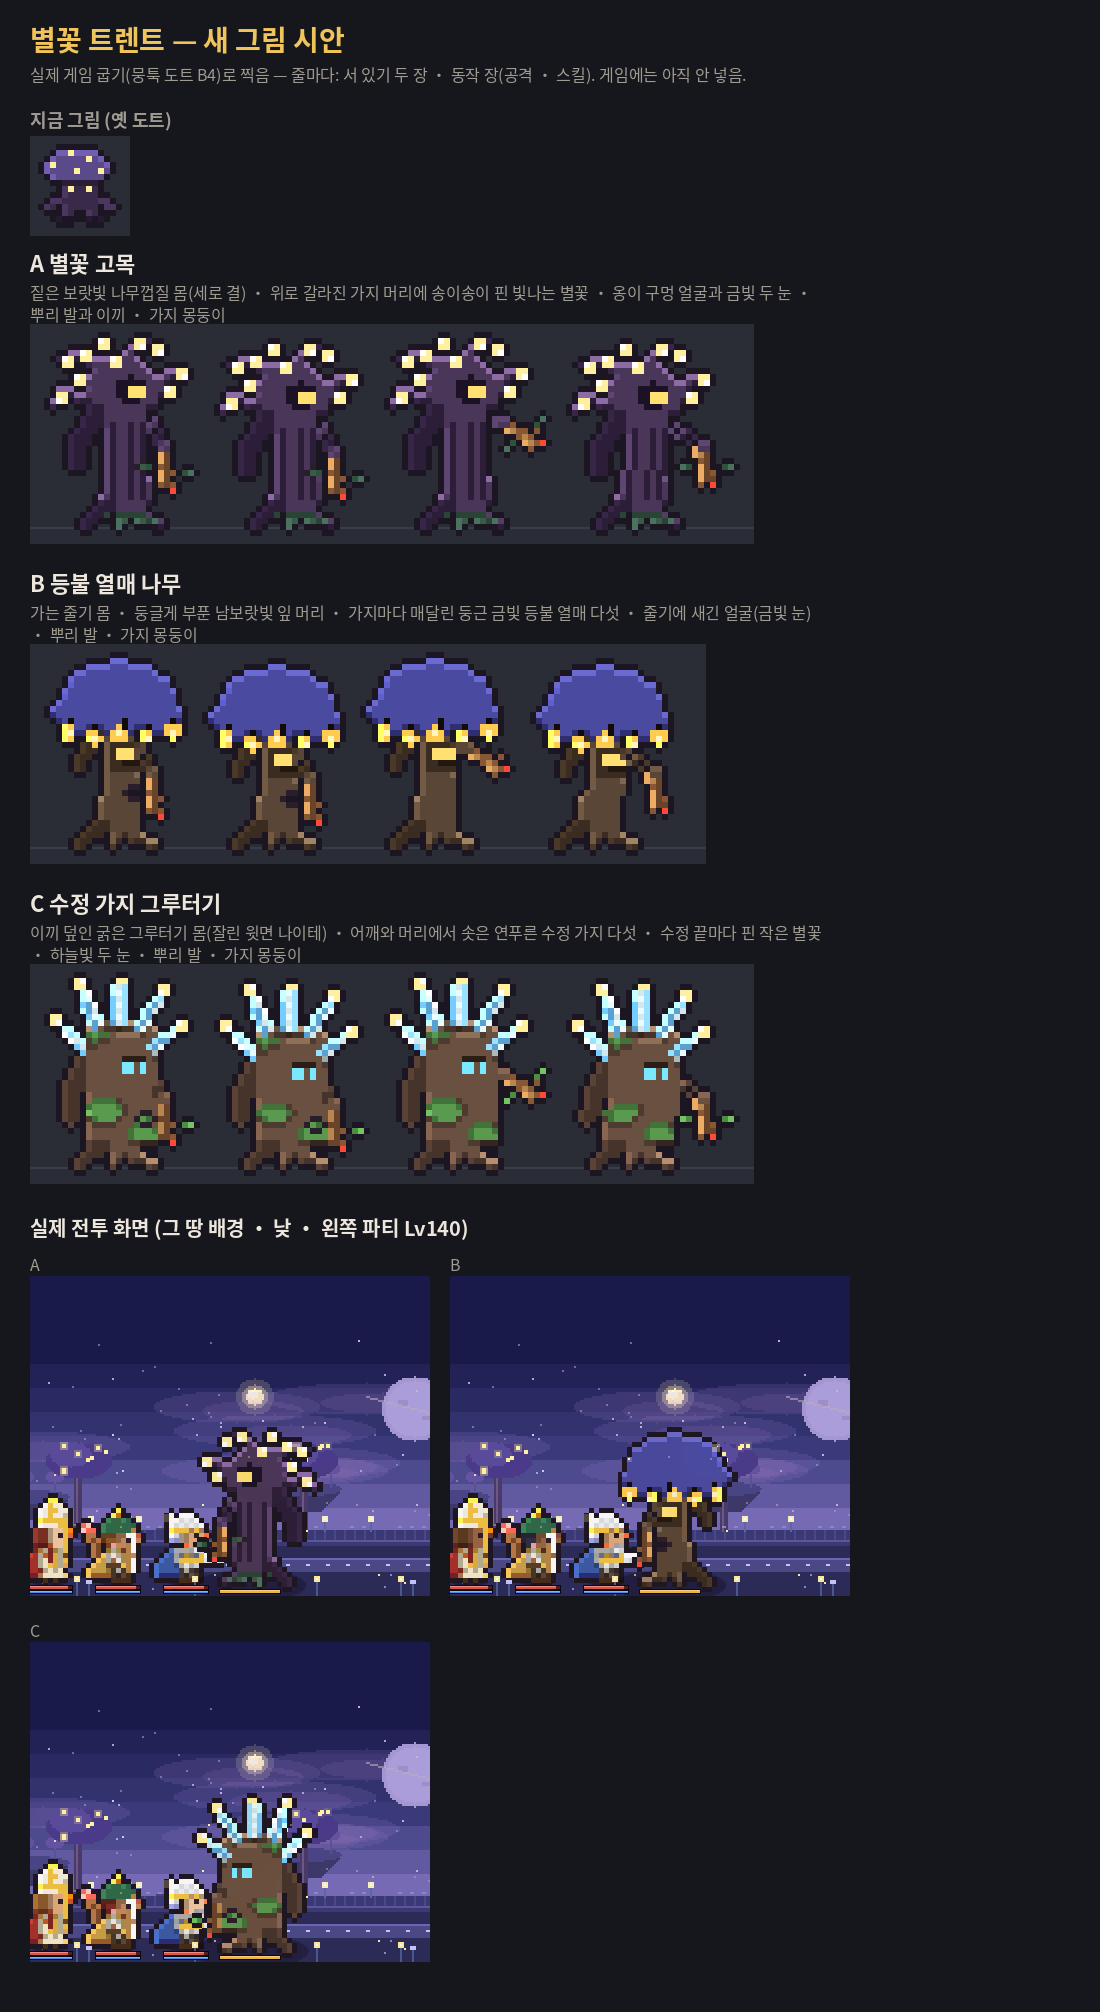 별꽃 트렌트 — 새 그림 시안
실제 게임 굽기(뭉툭 도트 B4)로 찍음 — 줄마다: 서 있기 두 장 · 동작 장(공격 · 스킬). 게임에는 아직 안 넣음.
지금 그림 (옛 도트)
A 별꽃 고목
짙은 보랏빛 나무껍질 몸(세로 결) · 위로 갈라진 가지 머리에 송이송이 핀 빛나는 별꽃 · 옹이 구멍 얼굴과 금빛 두 눈 ·
뿌리 발과 이끼 · 가지 몽둥이
B 등불 열매 나무
가는 줄기 몸 · 둥글게 부푼 남보랏빛 잎 머리 · 가지마다 매달린 둥근 금빛 등불 열매 다섯 · 줄기에 새긴 얼굴(금빛 눈)
· 뿌리 발 · 가지 몽둥이
C 수정 가지 그루터기
이끼 덮인 굵은 그루터기 몸(잘린 윗면 나이테) · 어깨와 머리에서 솟은 연푸른 수정 가지 다섯 · 수정 끝마다 핀 작은 별꽃
· 하늘빛 두 눈 · 뿌리 발 · 가지 몽둥이
실제 전투 화면 (그 땅 배경 · 낮 · 왼쪽 파티 Lv140)
A
B
C